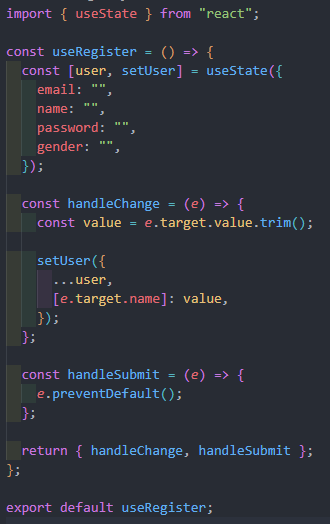 import { useState } from "react";

const useRegister = () => {
  const [user, setUser] = useState({
    email: "",
    name: "",
    password: "",
    gender: "",
  });

  const handleChange = (e) => {
    const value = e.target.value.trim();

    setUser({
      ...user,
      [e.target.name]: value,
    });
  };

  const handleSubmit = (e) => {
    e.preventDefault();
  };

  return { handleChange, handleSubmit };
};

export default useRegister;